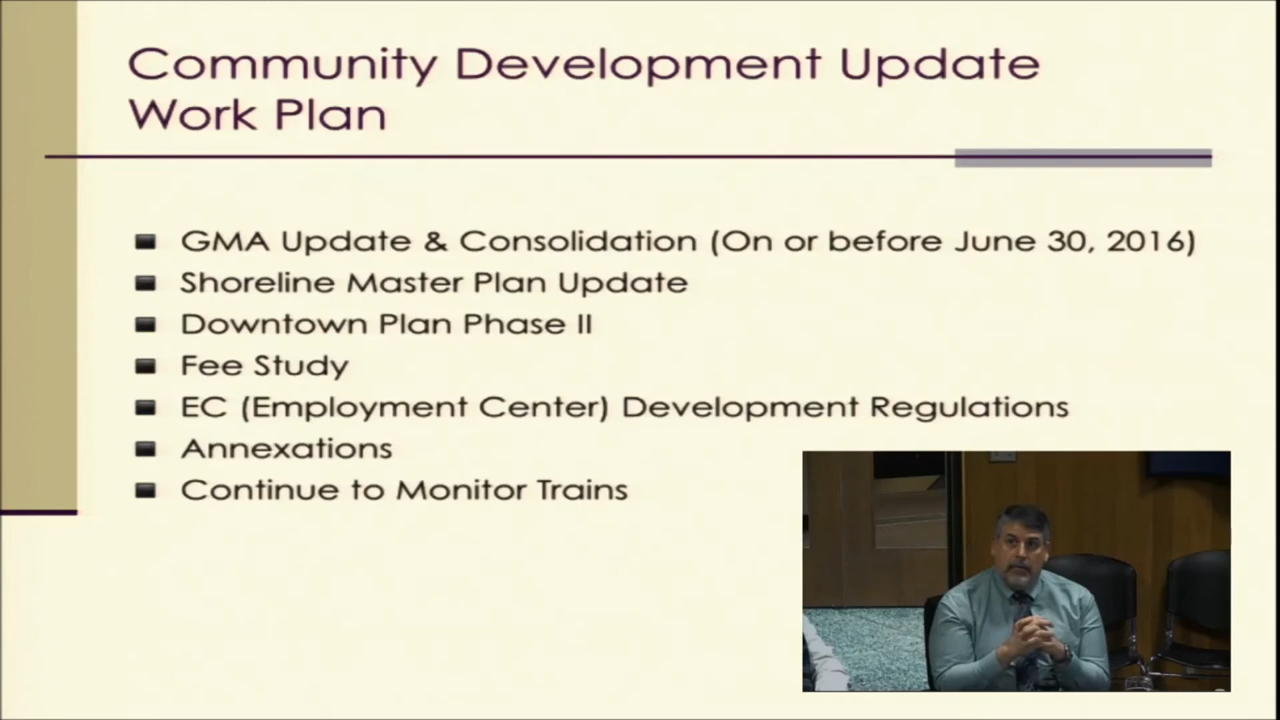 Community Development Update
Work Plan
GMA Update & Consolidation (On or before June 30, 2016)
Shoreline Master Plan Update
Downtown Plan Phase II
Fee Study
EC (Employment Center) Development Regulations
Annexations
Continue to Monitor Trains